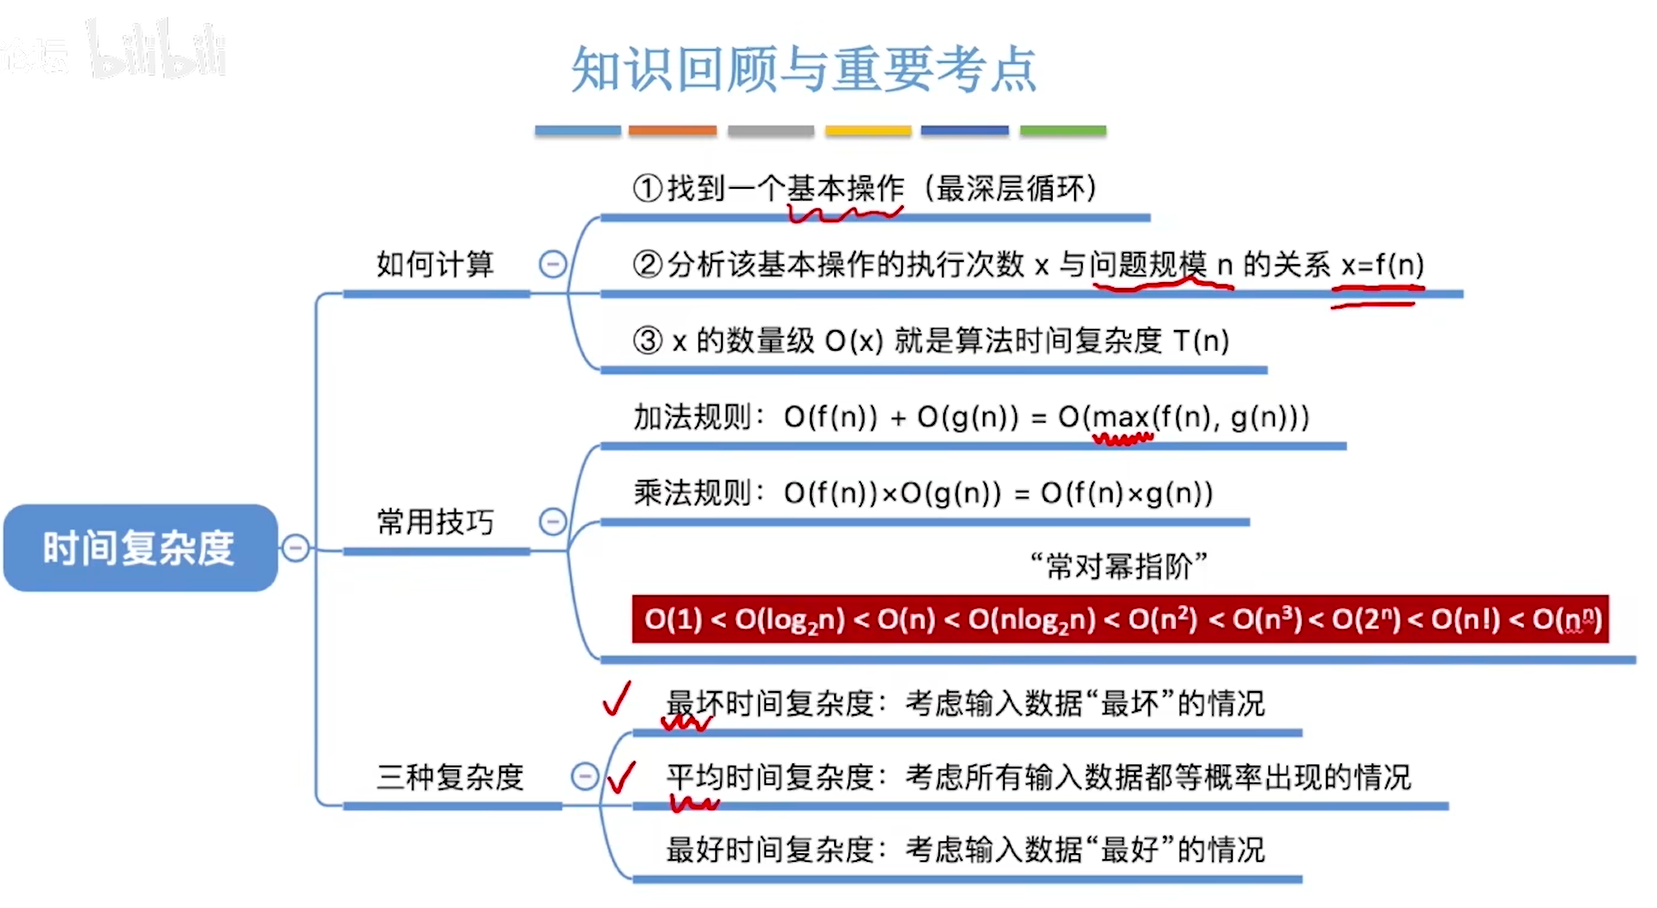 论坛 bilibili
知识回顾与重要考点
①找到一个基本操作（最深层循环）
如何计算
②分析该基本操作的执行次数 x 与问题规模 n 的关系 x=f(n)
③ x 的数量级 O(x) 就是算法时间复杂度 T(n)
加法规则：O(f(n)) + O(g(n)) = O(max(f(n), g(n)))
乘法规则：O(f(n))×O(g(n)) = O(f(n)×g(n))
常用技巧
时间复杂度
“常对幂指阶”
O(1) < O(log₂n) < O(n) < O(nlog₂n) < O(n²) < O(n³) < O(2ⁿ) < O(n!) < O(nⁿ)
最坏时间复杂度：考虑输入数据“最坏”的情况
三种复杂度
平均时间复杂度：考虑所有输入数据都等概率出现的情况
最好时间复杂度：考虑输入数据“最好”的情况